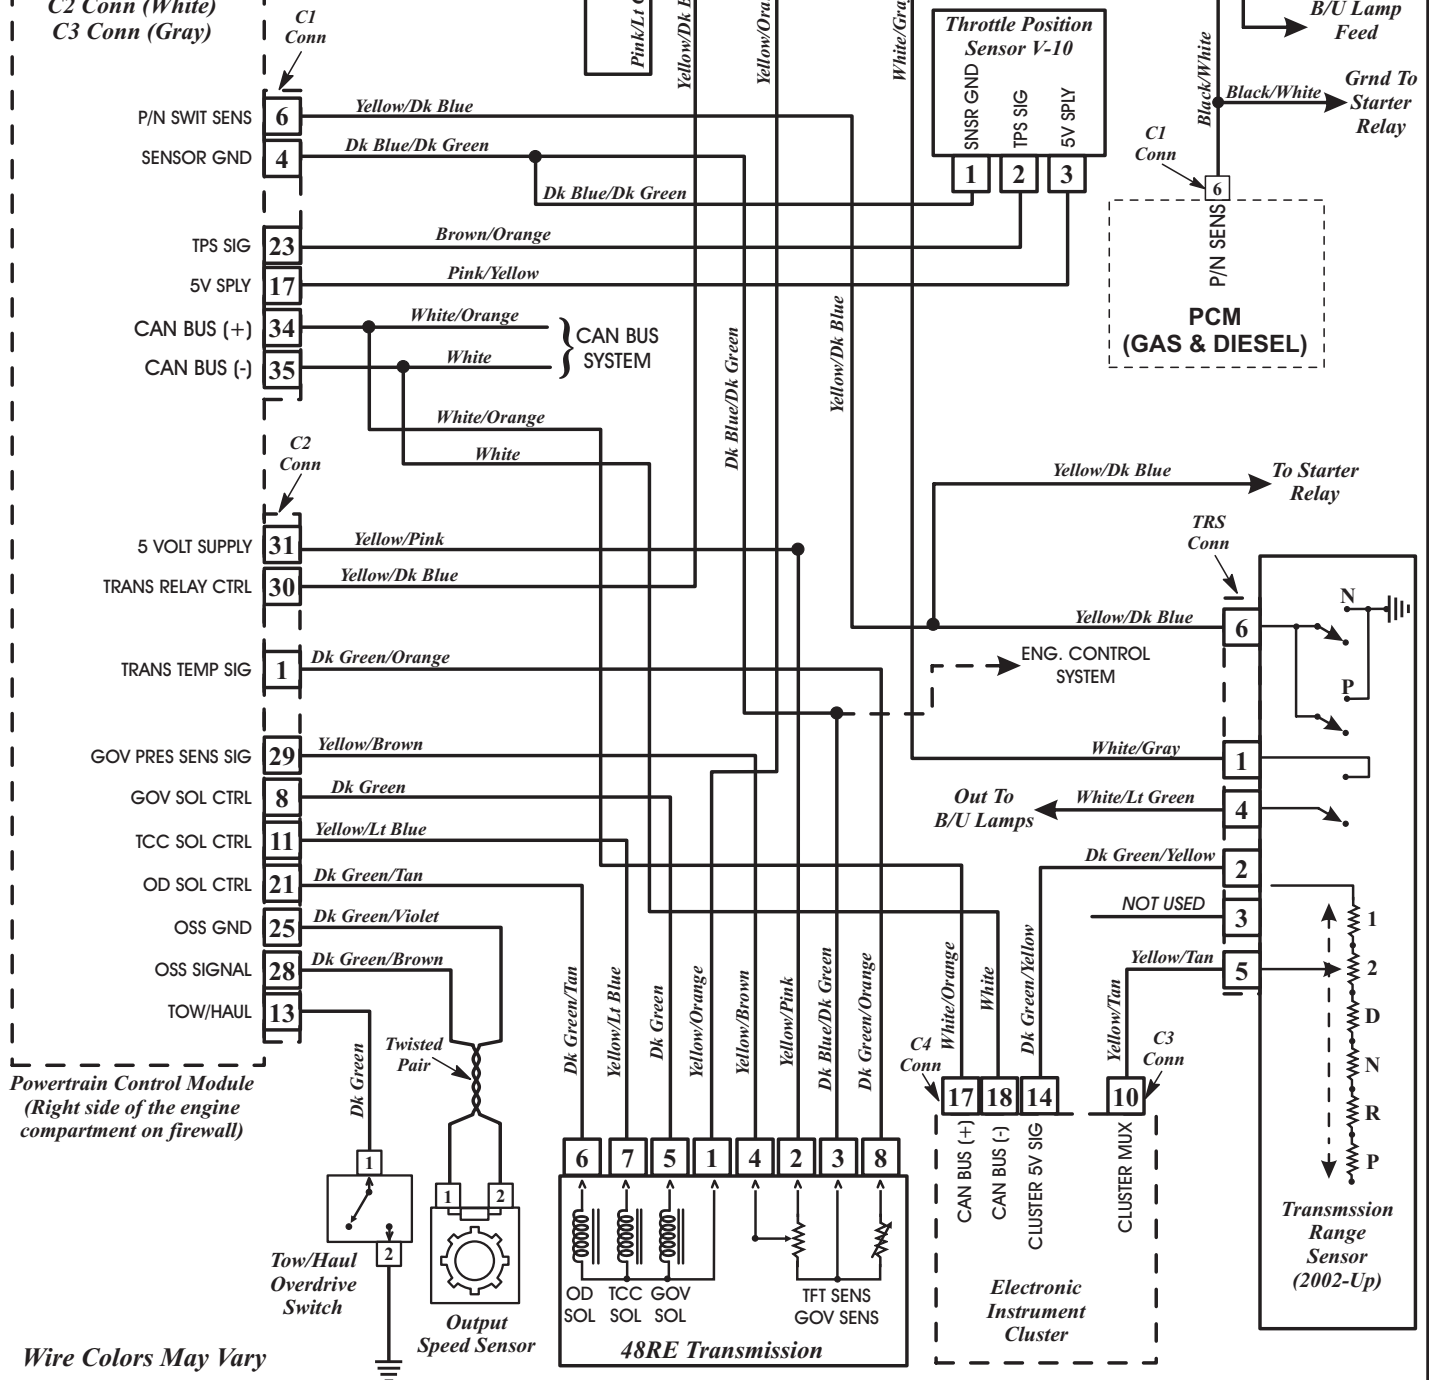 C2 Conn (White)
C3 Conn (Gray)
C1
Conn
P/N SWIT SENS
6
Yellow/Dk Blue
SENSOR GND
4
Dk Blue/Dk Green
Dk Blue/Dk Green
TPS SIG
23
Brown/Orange
5V SPLY
17
Pink/Yellow
CAN BUS (+)
34
White/Orange
CAN BUS (-)
35
White
CAN BUS
SYSTEM
White/Orange
White
C2
Conn
5 VOLT SUPPLY
31
Yellow/Pink
TRANS RELAY CTRL
30
Yellow/Dk Blue
TRANS TEMP SIG
1
Dk Green/Orange
GOV PRES SENS SIG
29
Yellow/Brown
GOV SOL CTRL
8
Dk Green
TCC SOL CTRL
11
Yellow/Lt Blue
OD SOL CTRL
21
Dk Green/Tan
OSS GND
25
Dk Green/Violet
OSS SIGNAL
28
Dk Green/Brown
TOW/HAUL
13
Powertrain Control Module
(Right side of the engine
compartment on firewall)
Dk Green
Twisted
Pair
1
2
Tow/Haul
Overdrive
Switch
1
2
Output
Speed Sensor
Wire Colors May Vary
Pink/Lt
Yellow/Dk
White/Gray
Dk Blue/Dk Green
Yellow/Dk Blue
Throttle Position
Sensor V-10
SNSR GND
TPS SIG
5V SPLY
1
2
3
B/U Lamp
Feed
Black/White
Black/White
Grnd To
Starter
Relay
C1
Conn
6
P/N SENS
PCM
(GAS & DIESEL)
Yellow/Dk Blue
To Starter
Relay
TRS
Conn
Yellow/Dk Blue
6
ENG. CONTROL
SYSTEM
White/Gray
1
Out To
B/U Lamps
White/Lt Green
4
Dk Green/Yellow
2
NOT USED
3
Yellow/Tan
5
N
P
1
2
D
N
R
P
Transmssion
Range
Sensor
(2002-Up)
Dk Green/Tan
Yellow/Lt Blue
Dk Green
Yellow/Orange
Yellow/Brown
Yellow/Pink
Dk Blue/Dk Green
Dk Green/Orange
6
7
5
1
4
2
3
8
OD
SOL
TCC
SOL
GOV
SOL
TFT SENS
GOV SENS
48RE Transmission
White/Orange
White
Dk Green/Yellow
Yellow/Tan
C4
Conn
C3
Conn
17
18
14
10
CAN BUS (+)
CAN BUS (-)
CLUSTER 5V SIG
CLUSTER MUX
Electronic
Instrument
Cluster